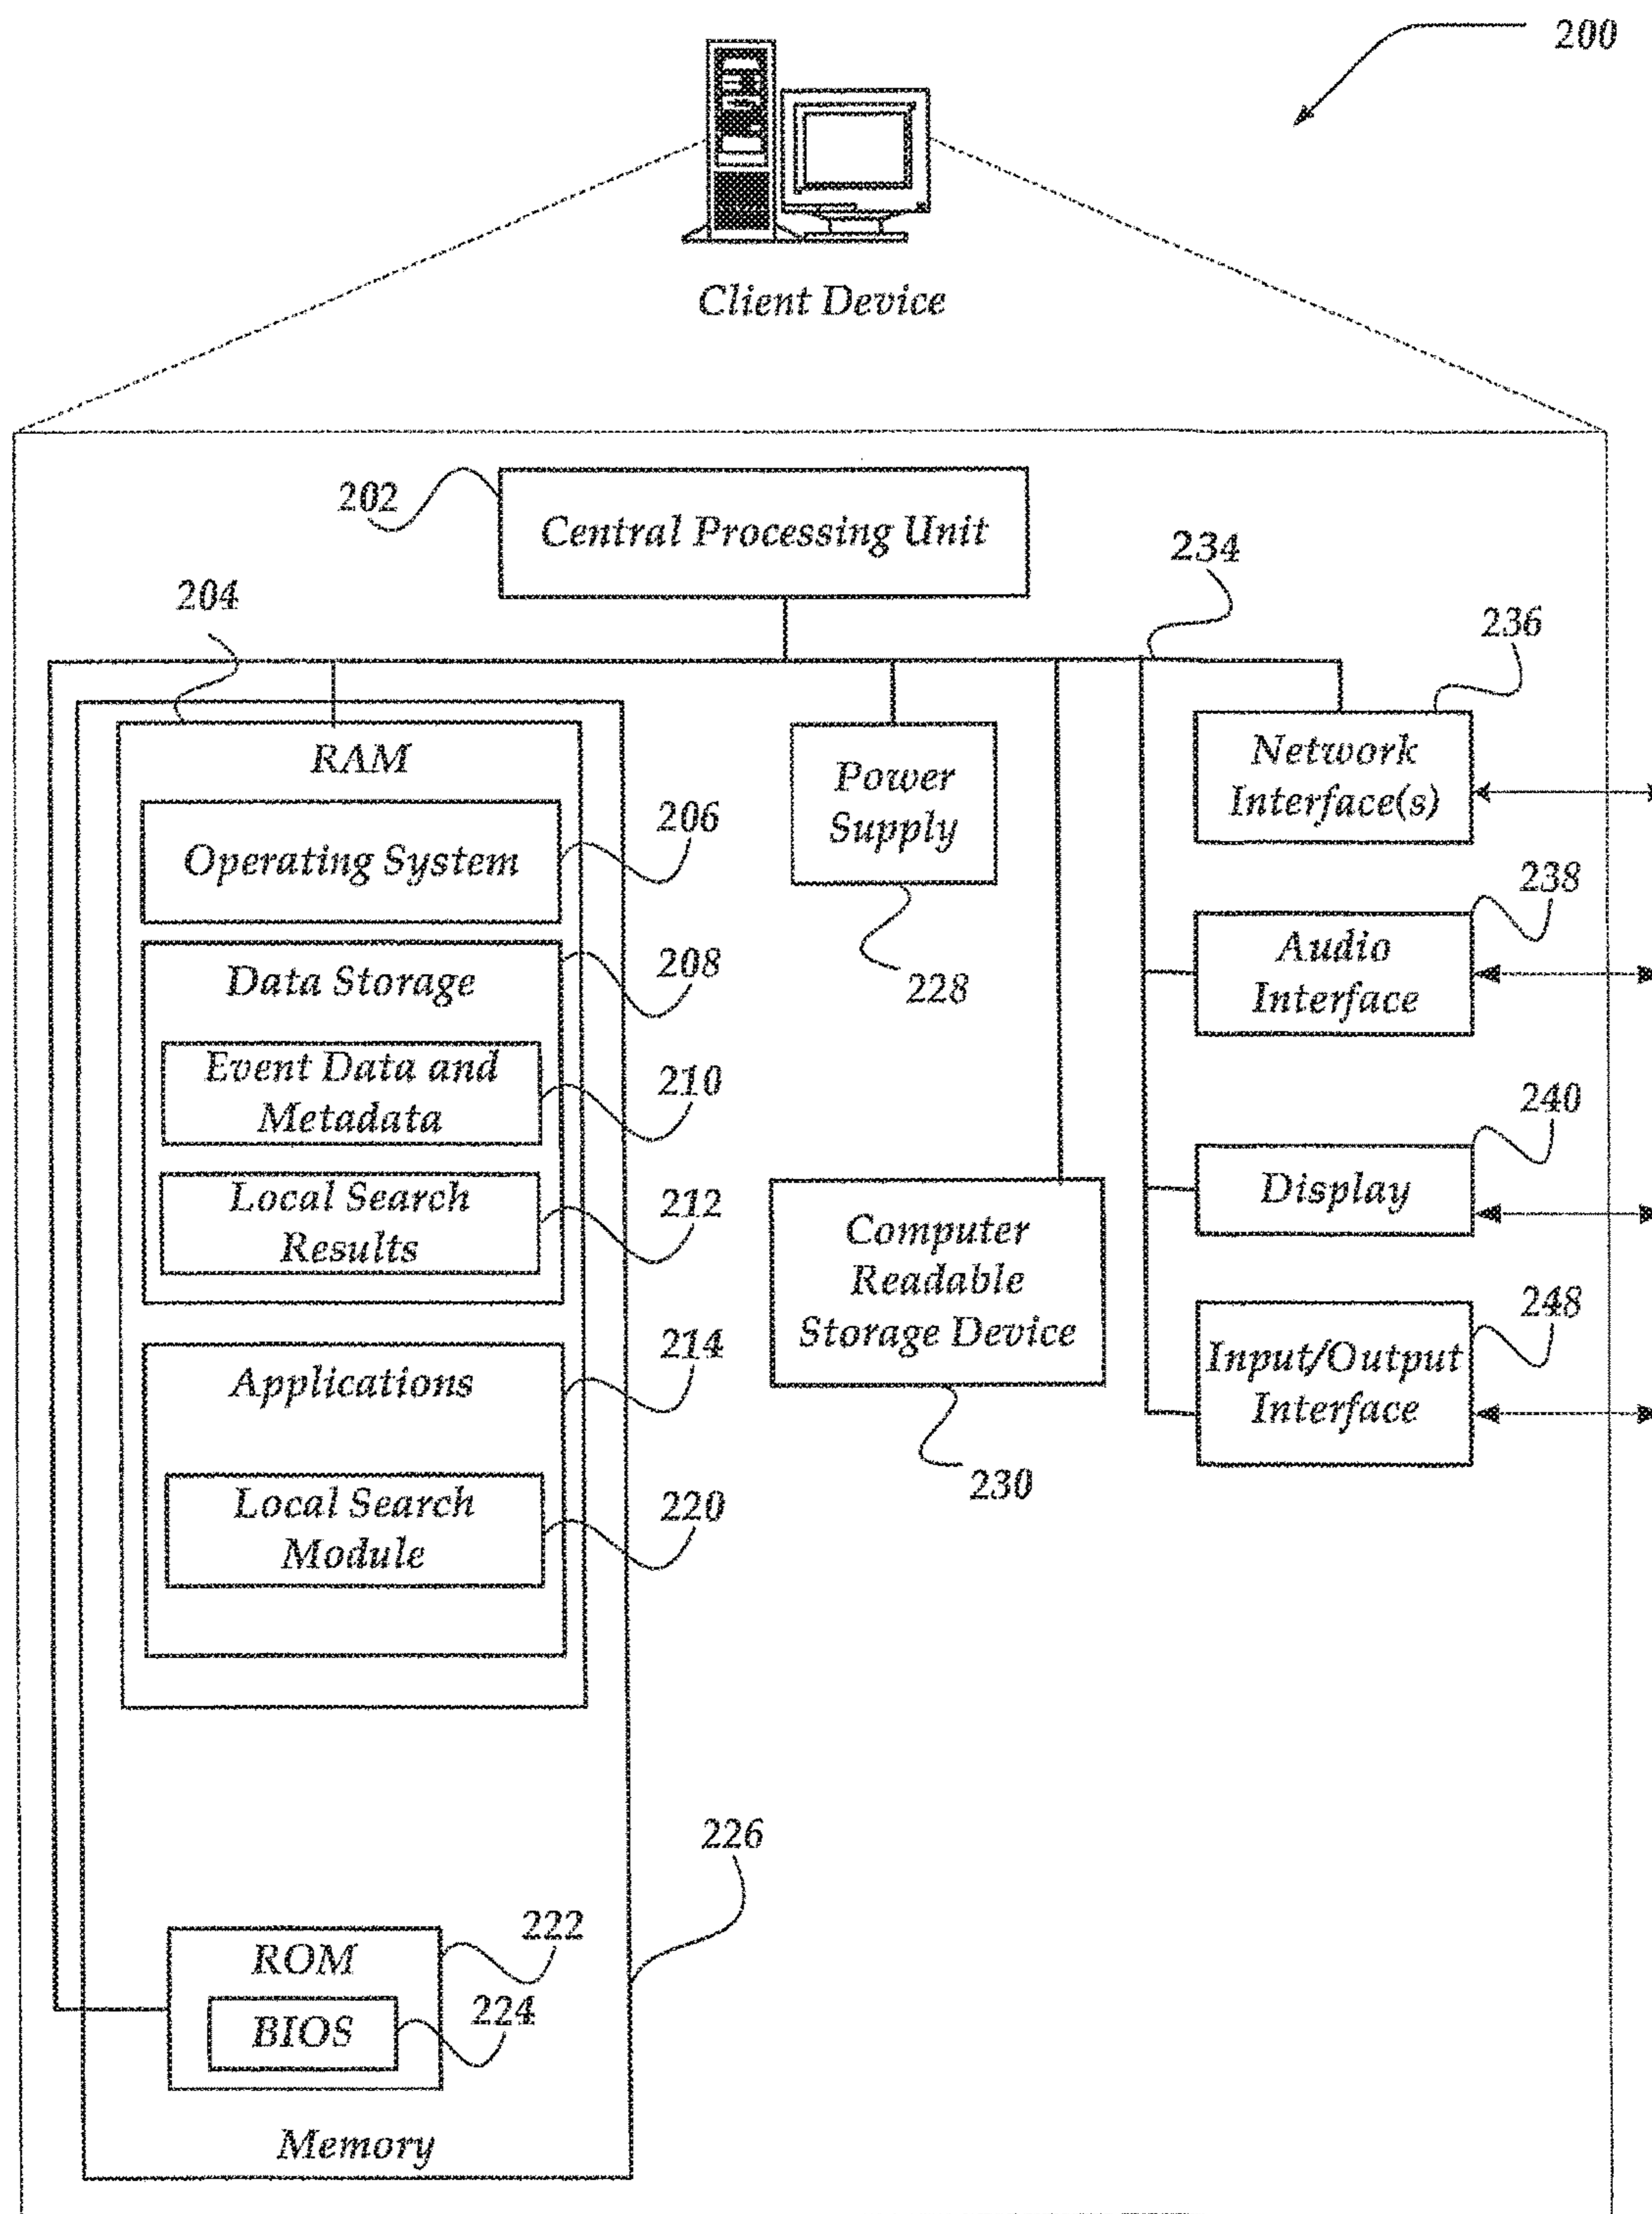 200
Client Device
202
Central Processing Unit
234
204
236
RAM
Network
Interface(s)
Power
Supply
206
Operating System
238
Audio
Interface
208
Data Storage
228
Event Data and
Metadata
210
240
Display
Local Search
Results
212
Computer
Readable
Storage Device
248
Input/Output
Interface
214
Applications
230
Local Search
Module
220
226
222
ROM
224
BIOS
Memory